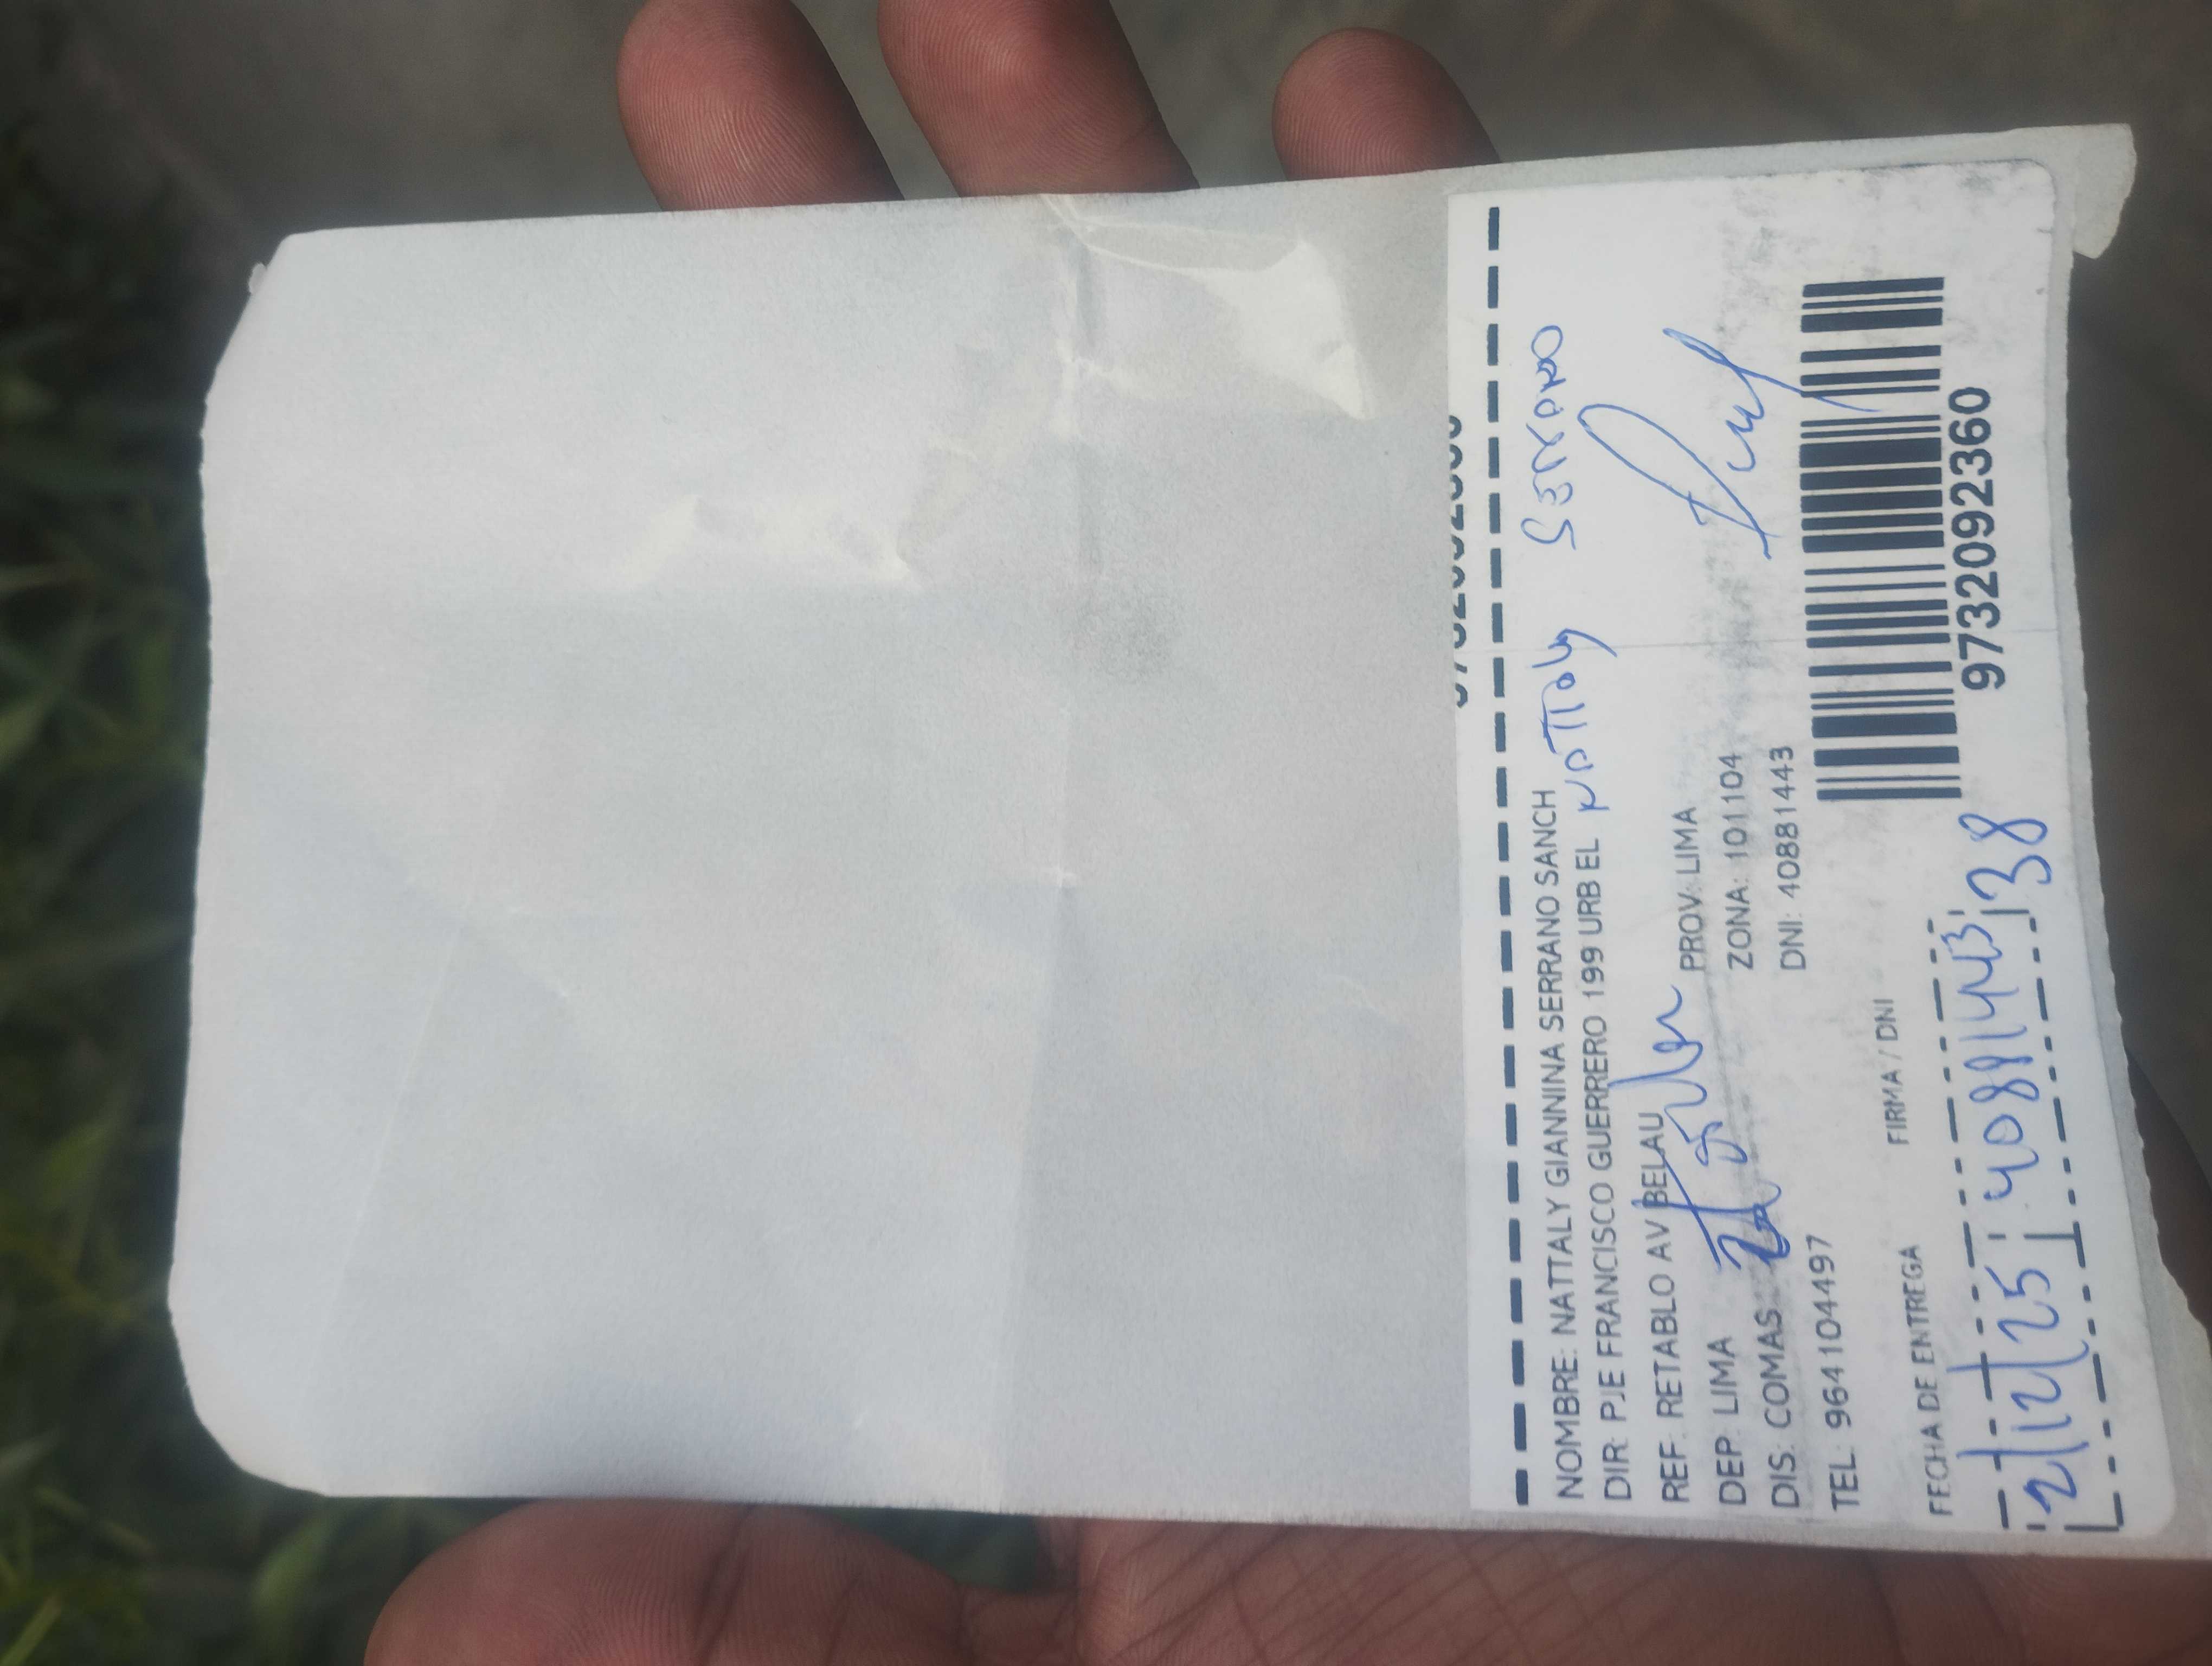 NOMBRE: NATTALY GIANNINA SERRANO SANCH
DIR: PJE FRANCISCO GUERRERO 199 URB EL
Nattaly Serrano
REF: RETABLO AV BELAU
DEP: LIMA PROV: LIMA
DIS: COMAS ZONA: 101104
TEL: 964104497 DNI: 40881443
FECHA DE ENTREGA FIRMA / DNI
2/12/25 40881443 38
9732092360